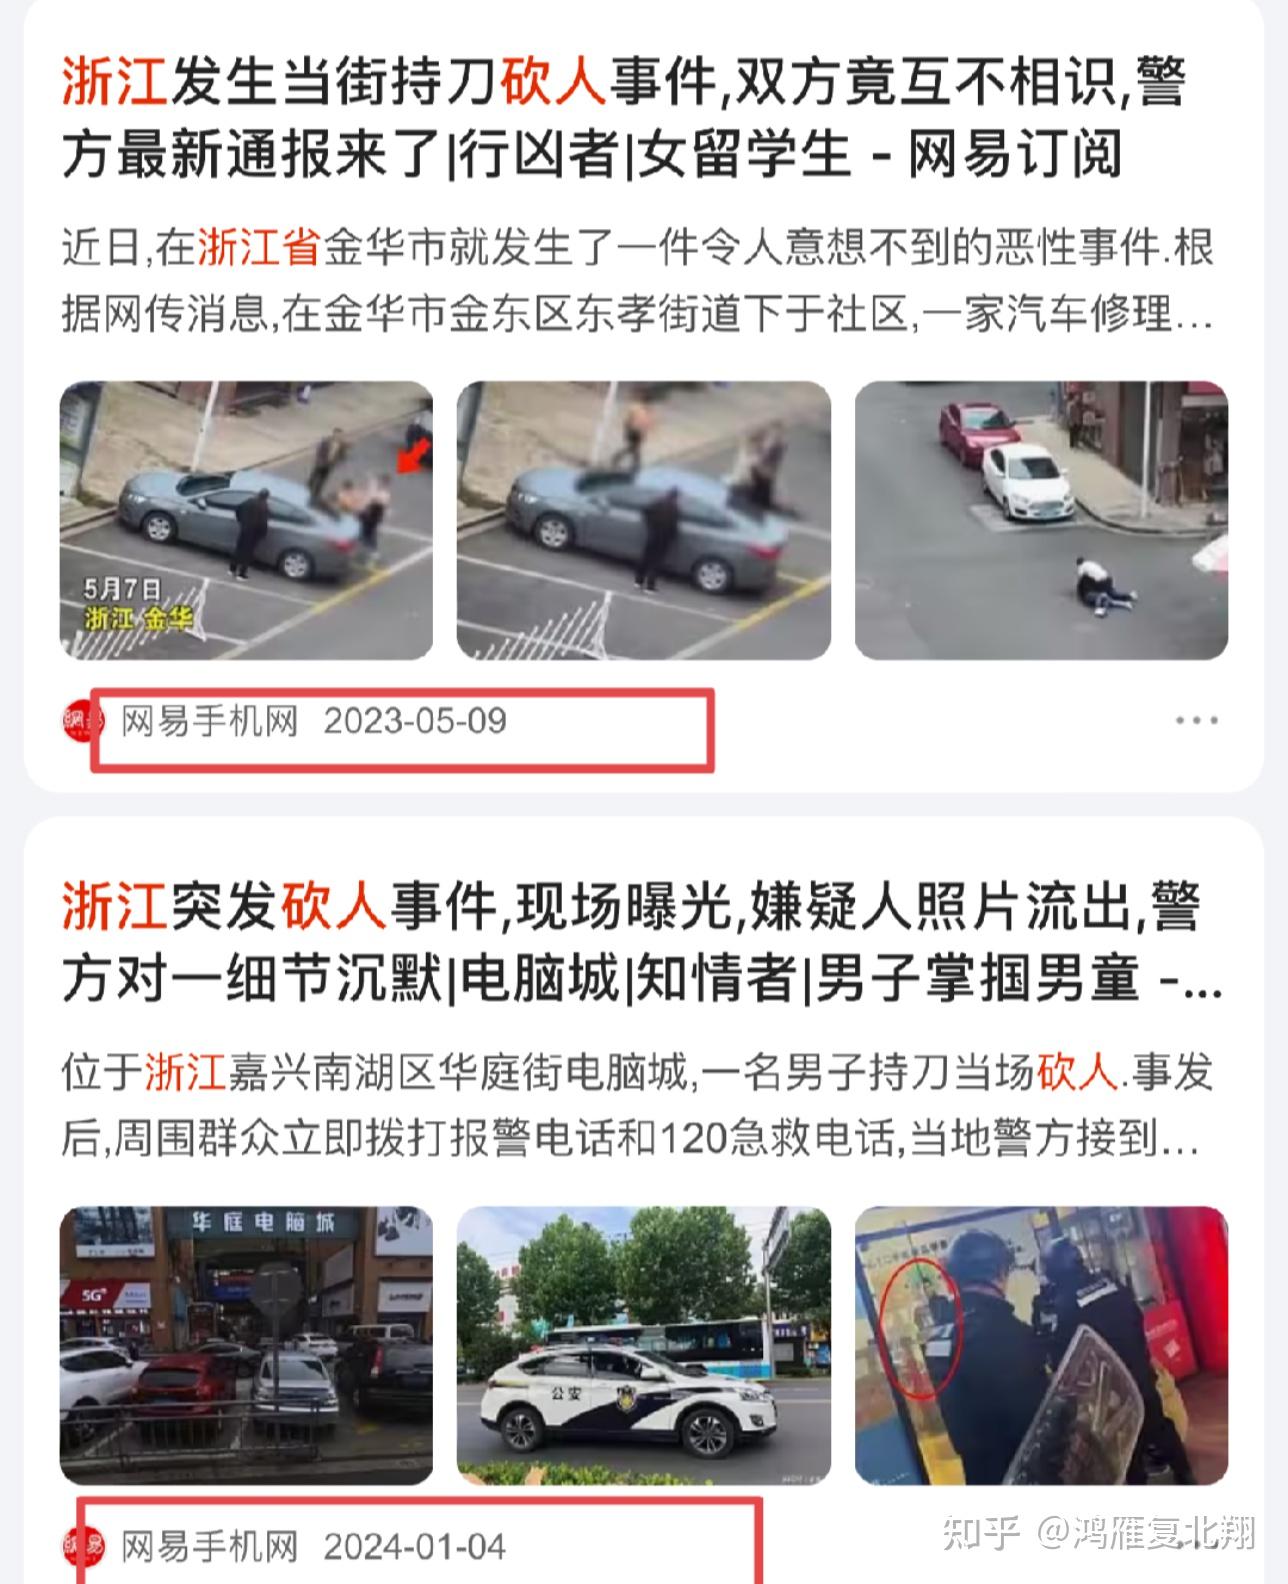 浙江发生当街持刀砍人事件,双方竟互不相识,警
方最新通报来了|行凶者|女留学生 - 网易订阅
近日,在浙江省金华市就发生了一件令人意想不到的恶性事件.根
据网传消息,在金华市金东区东孝街道下于社区,一家汽车修理...
5月7日
浙江 金华
網易 网易手机网 2023-05-09
浙江突发砍人事件,现场曝光,嫌疑人照片流出,警
方对一细节沉默|电脑城|知情者|男子掌掴男童 -...
位于浙江嘉兴南湖区华庭街电脑城,一名男子持刀当场砍人.事发
后,周围群众立即拨打报警电话和120急救电话,当地警方接到...
华庭电脑城
5G
公安
網易 网易手机网 2024-01-04
知乎 @鸿雁复北翔